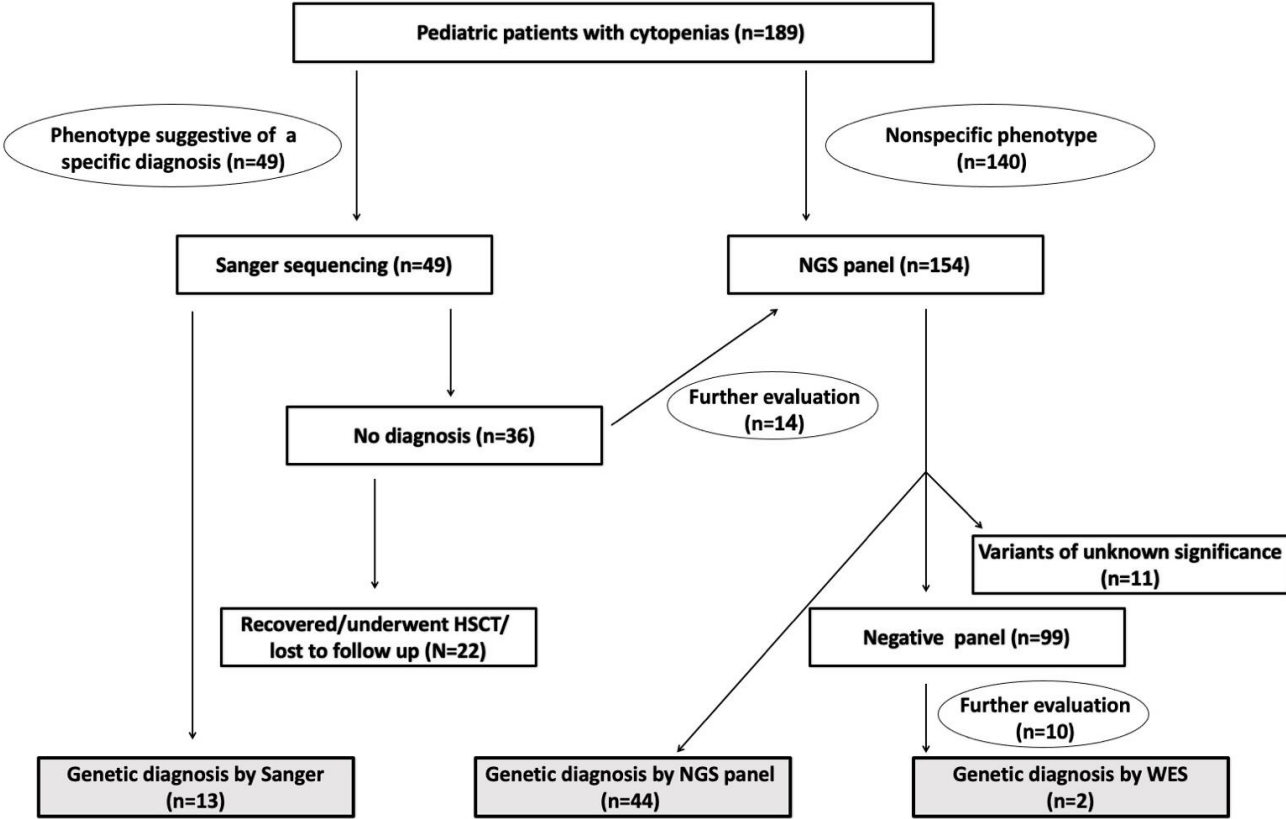 Pediatric patients with cytopenias (n=189)
Phenotype suggestive of a
specific diagnosis (n=49)
Nonspecific phenotype
(n=140)
Sanger sequencing (n=49)
NGS panel (n=154)
No diagnosis (n=36)
Further evaluation
(n=14)
Variants of unknown significance
(n=11)
Recovered/underwent HSCT/
lost to follow up (N=22)
Negative panel (n=99)
Further evaluation
(n=10)
Genetic diagnosis by Sanger
(n=13)
Genetic diagnosis by NGS panel
(n=44)
Genetic diagnosis by WES
(n=2)